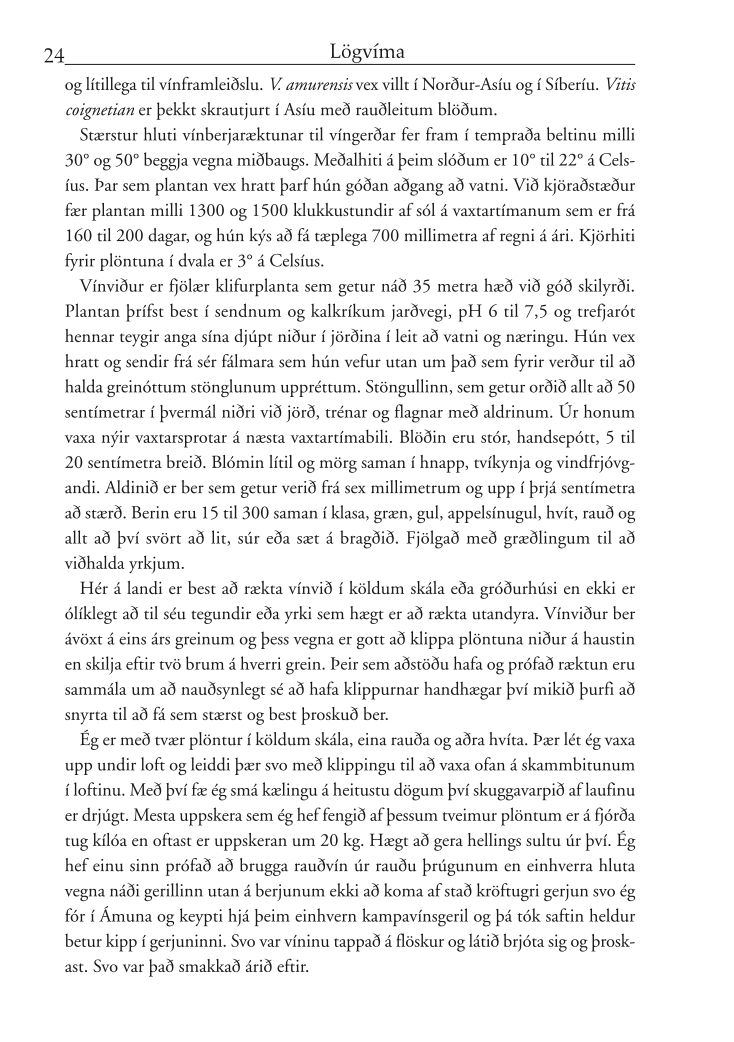 24
Lögvíma
og lítillega til vínframleiðslu. V. amurensis vex villt í Norður-Asíu og í Síberíu. Vitis
coignetian er þekkt skrautjurt í Asíu með rauðleitum blöðum.
Stærstur hluti vínberjaræktunar til víngerðar fer fram í tempraða beltinu milli
30° og 50° beggja vegna miðbaugs. Meðalhiti á þeim slóðum er 10° til 22° á Cels-
íus. Þar sem plantan vex hratt þarf hún góðan aðgang að vatni. Við kjöraðstæður
fær plantan milli 1300 og 1500 klukkustundir af sól á vaxtartímanum sem er frá
160 til 200 dagar, og hún kýs að fá tæplega 700 millimetra af regni á ári. Kjörhiti
fyrir plöntuna í dvala er 3° á Celsíus.
Vínviður er fjölær klifurplanta sem getur náð 35 metra hæð við góð skilyrði.
Plantan þrífst best í sendnum og kalkríkum jarðvegi, pH 6 til 7,5 og trefjarót
hennar teygir anga sína djúpt niður í jörðina í leit að vatni og næringu. Hún vex
hratt og sendir frá sér fálmara sem hún vefur utan um það sem fyrir verður til að
halda greinóttum stönglunum uppréttum. Stöngullinn, sem getur orðið allt að 50
sentímetrar í þvermál niðri við jörð, trénar og flagnar með aldrinum. Úr honum
vaxa nýir vaxtarsprotar á næsta vaxtartímabili. Blöðin eru stór, handsepótt, 5 til
20 sentímetra breið. Blómin lítil og mörg saman í hnapp, tvíkynja og vindfrjóvg-
andi. Aldinið er ber sem getur verið frá sex millimetrum og upp í þrjá sentímetra
að stærð. Berin eru 15 til 300 saman í klasa, græn, gul, appelsínugul, hvít, rauð og
allt að því svört að lit, súr eða sæt á bragðið. Fjölgað með græðlingum til að
viðhalda yrkjum.
Hér á landi er best að rækta vínvið í köldum skála eða gróðurhúsi en ekki er
ólíklegt að til séu tegundir eða yrki sem hægt er að rækta utandyra. Vínviður ber
ávöxt á eins árs greinum og þess vegna er gott að klippa plöntuna niður á haustin
en skilja eftir tvö brum á hverri grein. Þeir sem aðstöðu hafa og prófað ræktun eru
sammála um að nauðsynlegt sé að hafa klippurnar handhægar því mikið þurfi að
snyrta til að fá sem stærst og best þroskuð ber.
Ég er með tvær plöntur í köldum skála, eina rauða og aðra hvíta. Þær lét ég vaxa
upp undir loft og leiddi þær svo með klippingu til að vaxa ofan á skammbitunum
í loftinu. Með því fæ ég smá kælingu á heitustu dögum því skuggavarpið af laufinu
er drjúgt. Mesta uppskera sem ég hef fengið af þessum tveimur plöntum er á fjórða
tug kílóa en oftast er uppskeran um 20 kg. Hægt að gera hellings sultu úr því. Ég
hef einu sinn prófað að brugga rauðvín úr rauðu þrúgunum en einhverra hluta
vegna náði gerillinn utan á berjunum ekki að koma af stað kröftugri gerjun svo ég
fór í Ámuna og keypti hjá þeim einhvern kampavínsgeril og þá tók saftin heldur
betur kipp í gerjuninni. Svo var víninu tappað á flöskur og látið brjóta sig og þrosk-
ast. Svo var það smakkað árið eftir.